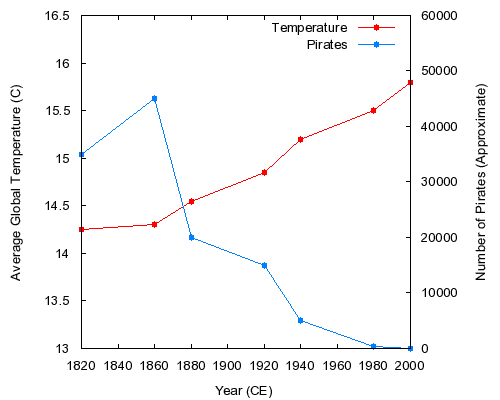 16.5
16
15.5
15
14.5
14
13.5
13
60000
50000
40000
30000
20000
10000
0
Temperature
Pirates
Average Global Temperature (C)
Number of Pirates (Approximate)
1820 1840 1860 1880 1900 1920 1940 1960 1980 2000
Year (CE)